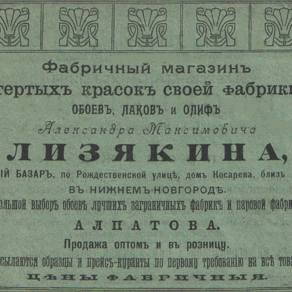 Фабричный магазинъ
тертыхъ красокъ своей фабрики
обоевъ, лаковъ и олифъ
Александра Максимовича
ЛИЗЯКИНА,
БАЗАРЪ, по Рождественской улицѣ, домъ Косарева, близъ
ВЪ НИЖНЕМЪ-НОВГОРОДѢ.
выборъ обоевъ лучшихъ заграничныхъ фабрикъ и паровой
АЛПАТОВА.
Продажа оптомъ и въ розницу.
образцы и прейсъ-куранты по первому требованію на всѣ
ЦѢНЫ ФАБРИЧНЫЯ.